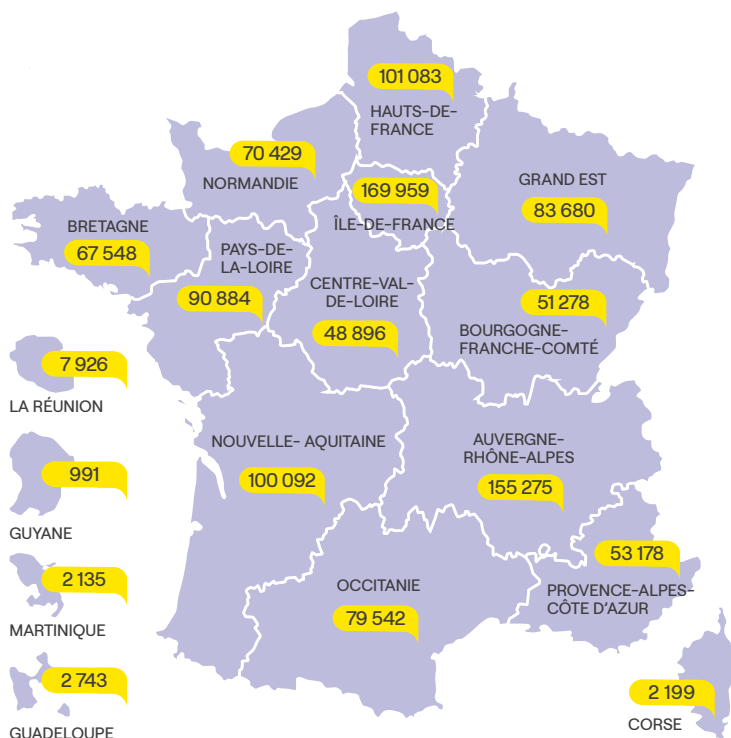 101 083
HAUTS-DE-
FRANCE
70 429
NORMANDIE
169 959
ÎLE-DE-FRANCE
GRAND EST
83 680
BRETAGNE
67 548
PAYS-DE-
LA-LOIRE
90 884
CENTRE-VAL-
DE-LOIRE
48 896
51 278
BOURGOGNE-
FRANCHE-COMTÉ
7 926
LA RÉUNION
NOUVELLE- AQUITAINE
100 092
AUVERGNE-
RHÔNE-ALPES
155 275
991
GUYANE
2 135
MARTINIQUE
OCCITANIE
79 542
53 178
PROVENCE-ALPES-
CÔTE D'AZUR
2 743
GUADELOUPE
2 199
CORSE